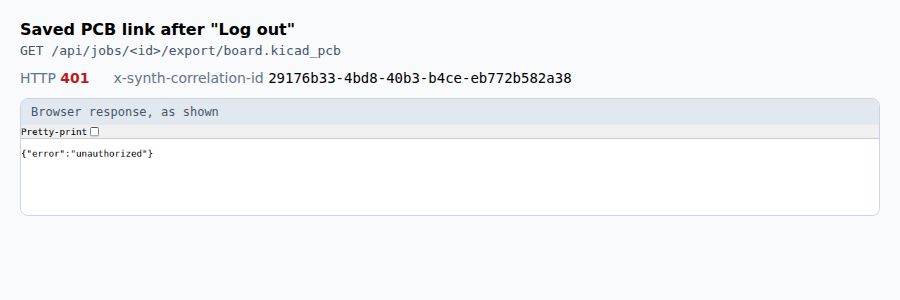 Saved PCB link after "Log out"
GET /api/jobs/<id>/export/board.kicad_pcb
HTTP 401 x-synth-correlation-id 29176b33-4bd8-40b3-b4ce-eb772b582a38
Browser response, as shown
Pretty-print
{"error":"unauthorized"}